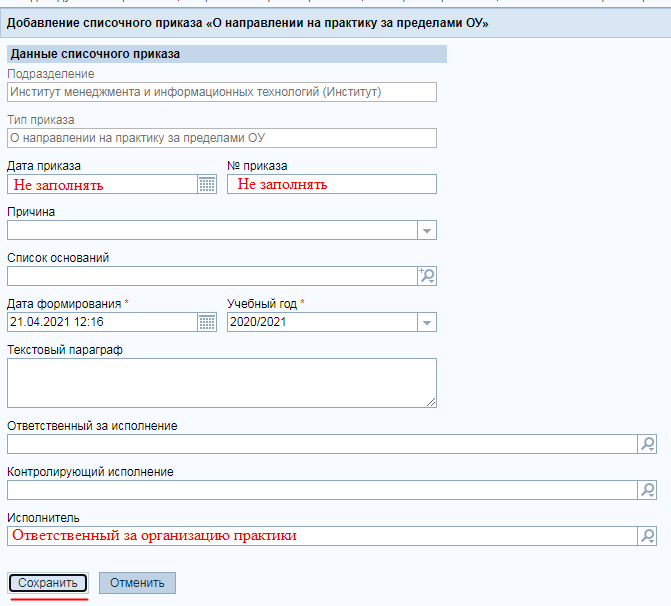 Добавление списочного приказа «О направлении на практику за пределами ОУ»
Данные списочного приказа
Подразделение
Институт менеджмента и информационных технологий (Институт)
Тип приказа
О направлении на практику за пределами ОУ
Дата приказа № приказа
Не заполнять Не заполнять
Причина
Список оснований
Дата формирования * Учебный год *
21.04.2021 12:16 2020/2021
Текстовый параграф
Ответственный за исполнение
Контролирующий исполнение
Исполнитель
Ответственный за организацию практики
Сохранить Отменить